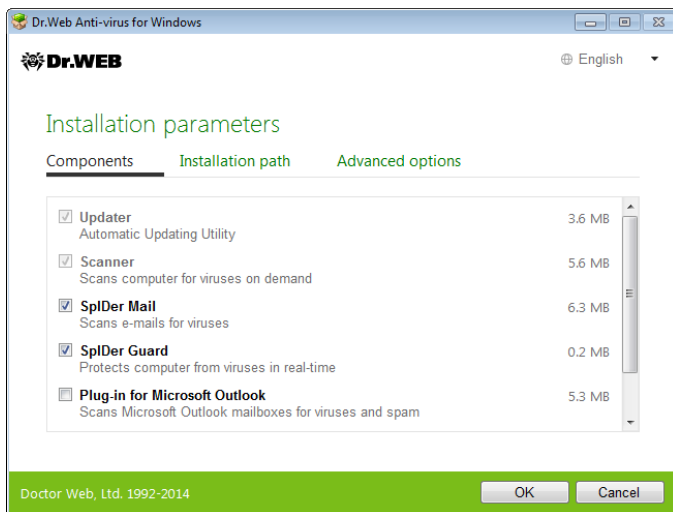 Dr.Web Anti-virus for Windows
Dr.WEB
English
Installation parameters
Components Installation path Advanced options
Updater 3.6 MB
Automatic Updating Utility
Scanner 5.6 MB
Scans computer for viruses on demand
SpIDer Mail 6.3 MB
Scans e-mails for viruses
SpIDer Guard 0.2 MB
Protects computer from viruses in real-time
Plug-in for Microsoft Outlook 5.3 MB
Scans Microsoft Outlook mailboxes for viruses and spam
Doctor Web, Ltd. 1992-2014 OK Cancel